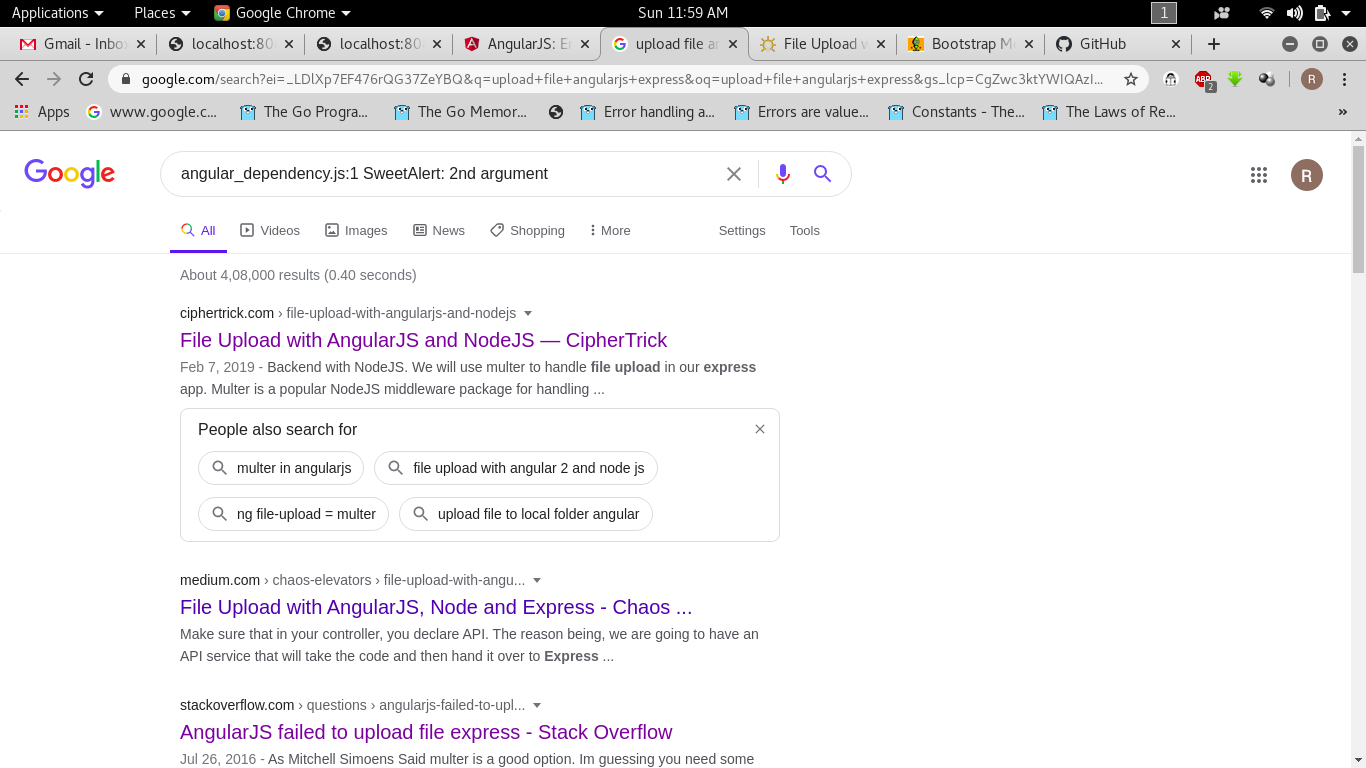 Applications Places Google Chrome Sun 11:59 AM 1
Gmail - Inbo localhost:80 localhost:80 AngularJS: E upload file a File Upload w Bootstrap M GitHub
google.com/search?ei=_LDlXp7EF476rQG37ZeYBQ&q=upload+file+angularjs+express&oq=upload+file+angularjs+express&gs_lcp=CgZwc3ktYWIQAzI... ABP 2 R
Apps www.google.c... The Go Progra... The Go Memor... Error handling a... Errors are value... Constants - The... The Laws of Re... »
Google angular_dependency.js:1 SweetAlert: 2nd argument R
All Videos Images News Shopping More Settings Tools
About 4,08,000 results (0.40 seconds)
ciphertrick.com › file-upload-with-angularjs-and-nodejs
File Upload with AngularJS and NodeJS — CipherTrick
Feb 7, 2019 - Backend with NodeJS. We will use multer to handle file upload in our express
app. Multer is a popular NodeJS middleware package for handling ...
People also search for
multer in angularjs file upload with angular 2 and node js
ng file-upload = multer upload file to local folder angular
medium.com › chaos-elevators › file-upload-with-angu...
File Upload with AngularJS, Node and Express - Chaos ...
Make sure that in your controller, you declare API. The reason being, we are going to have an
API service that will take the code and then hand it over to Express ...
stackoverflow.com › questions › angularjs-failed-to-upl...
AngularJS failed to upload file express - Stack Overflow
Jul 26, 2016 - As Mitchell Simoens Said multer is a good option. Im guessing you need some